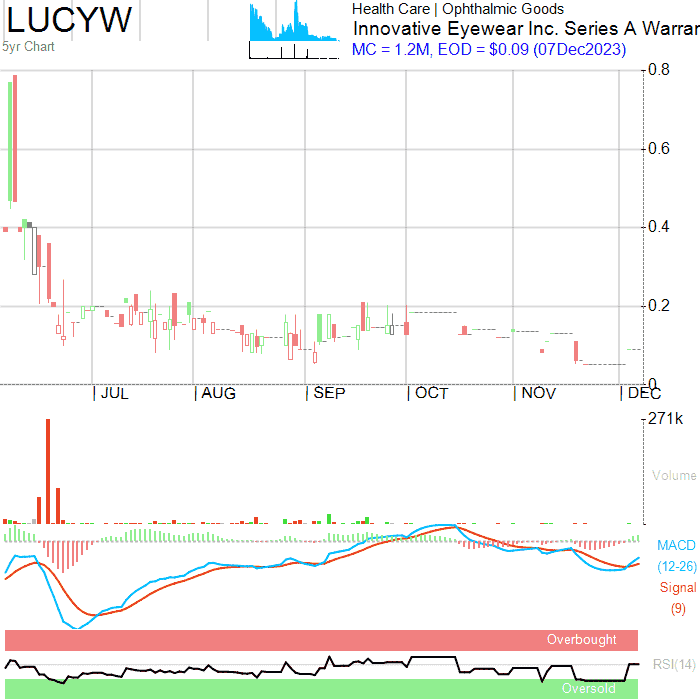 LUCYW
5yr Chart
Health Care | Ophthalmic Goods
Innovative Eyewear Inc. Series A Warran
MC = 1.2M, EOD = $0.09 (07Dec2023)
0.8
0.6
0.4
0.2
0
| JUL | AUG | SEP | OCT | NOV | DEC
271k
Volume
MACD
(12-26)
Signal
(9)
Overbought
RSI(14)
Oversold